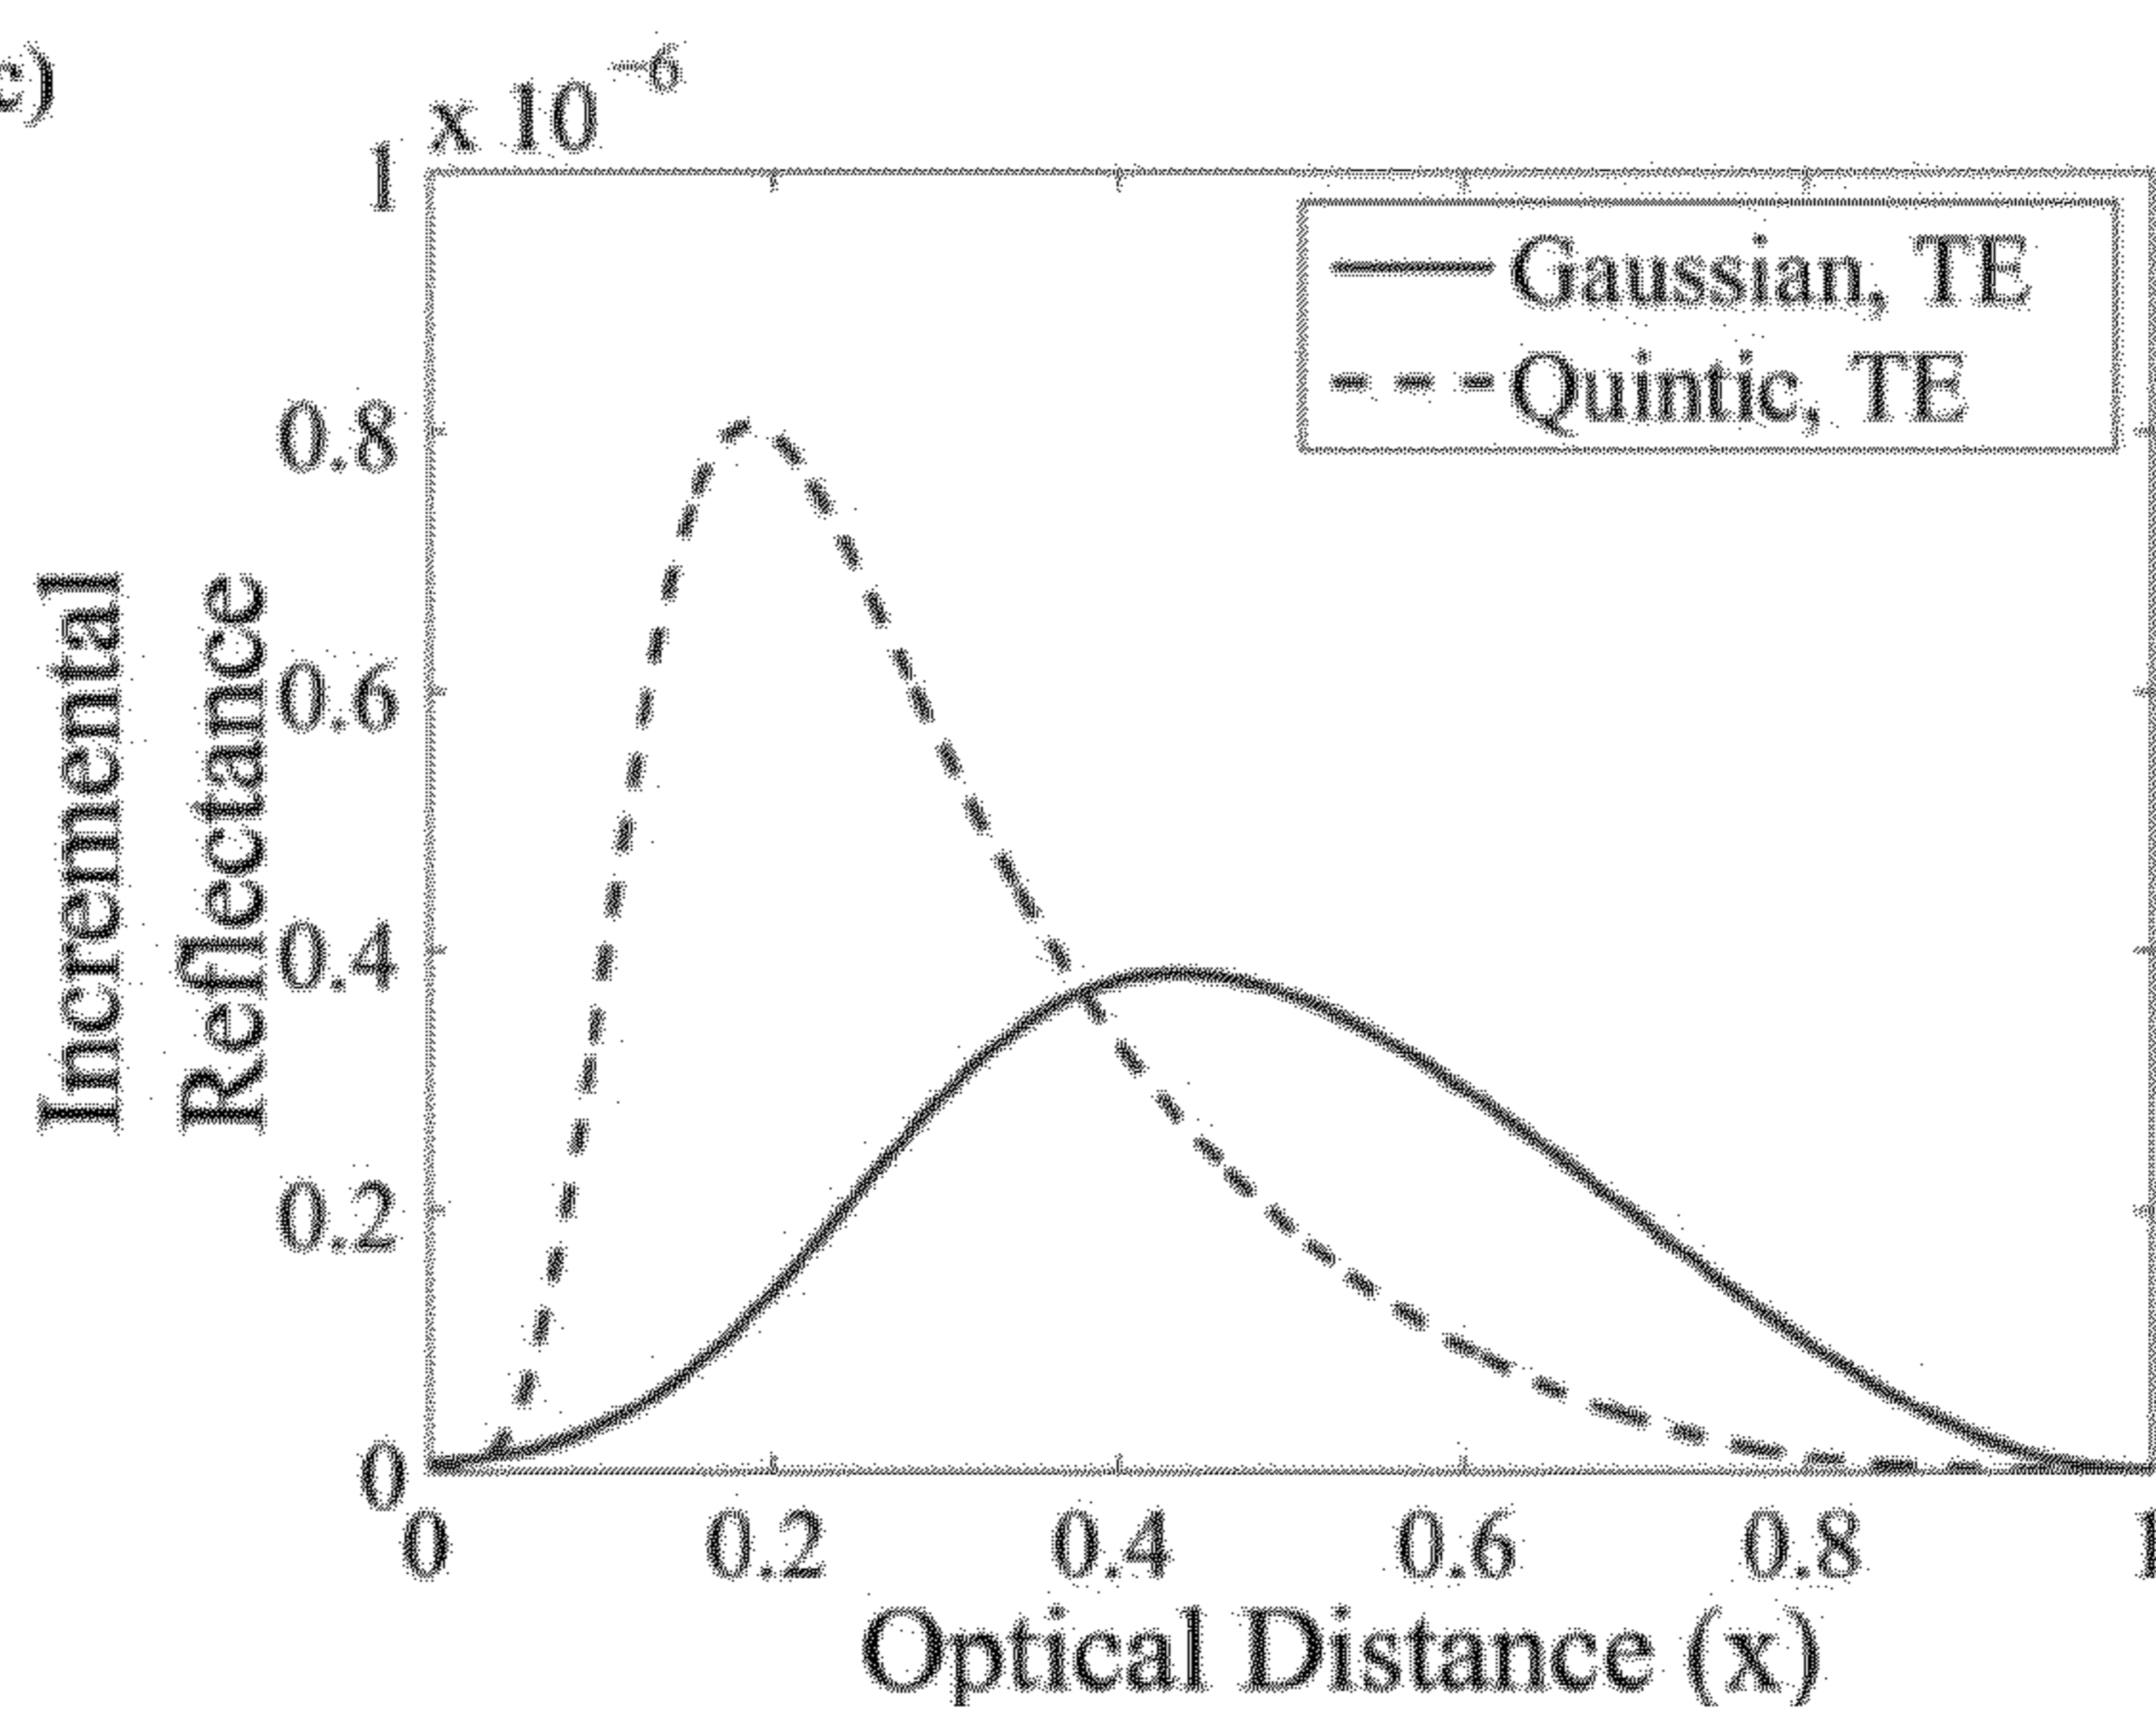 e)
x 10 −6
1
0.8
0.6
0.4
0.2
0
Incremental
Reflectance
Gaussian, TE
Quintic, TE
0 0.2 0.4 0.6 0.8 1
Optical Distance (x)